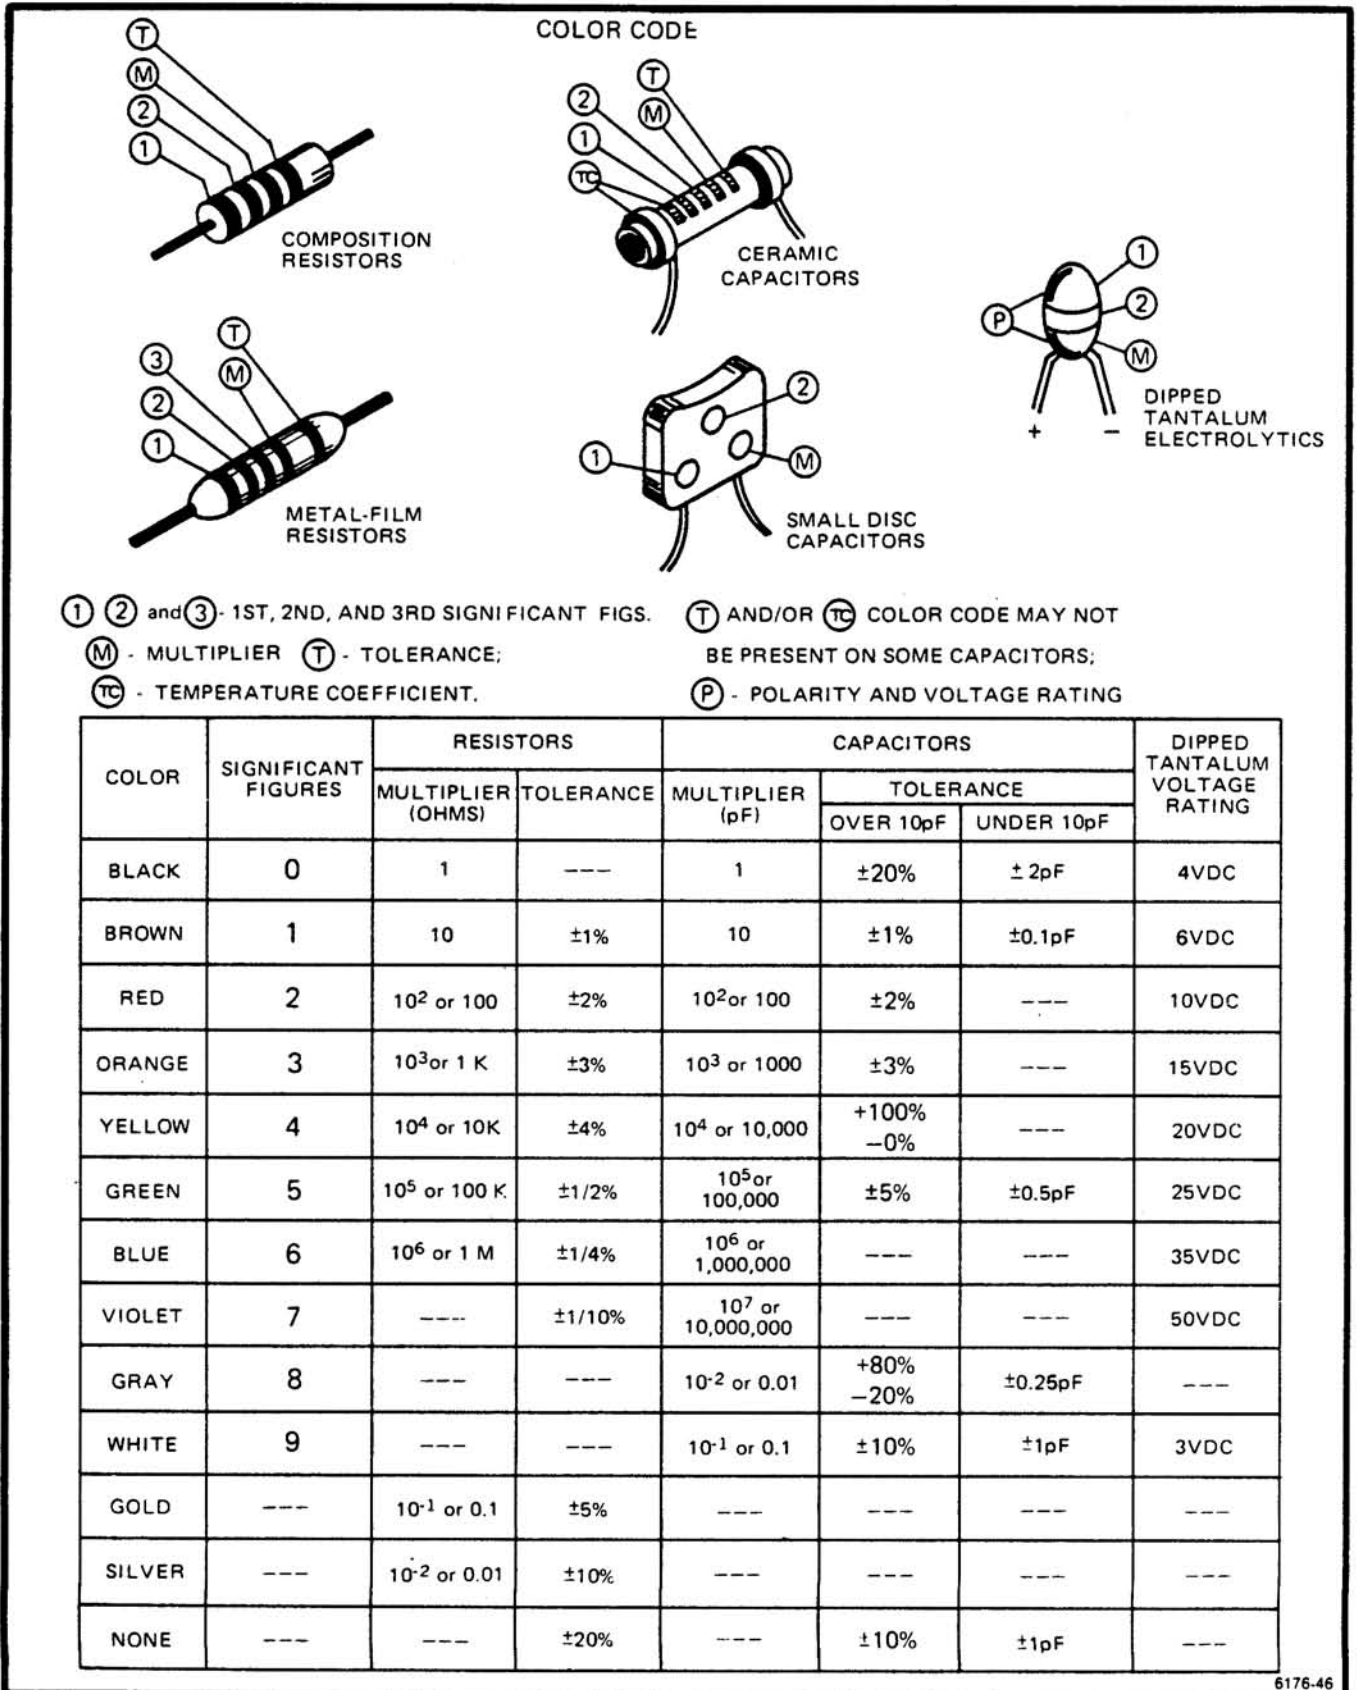 COLOR CODE
T
M
2
1
COMPOSITION
RESISTORS
T
2
M
1
TC
CERAMIC
CAPACITORS
1
P
2
M
+ −
DIPPED
TANTALUM
ELECTROLYTICS
T
3
M
2
1
METAL-FILM
RESISTORS
2
1
M
SMALL DISC
CAPACITORS
1 2 and 3 - 1ST, 2ND, AND 3RD SIGNIFICANT FIGS.
M - MULTIPLIER T - TOLERANCE;
TC - TEMPERATURE COEFFICIENT.
T AND/OR TC COLOR CODE MAY NOT
BE PRESENT ON SOME CAPACITORS;
P - POLARITY AND VOLTAGE RATING
COLOR
SIGNIFICANT
FIGURES
RESISTORS
MULTIPLIER
(OHMS)
TOLERANCE
CAPACITORS
MULTIPLIER
(pF)
TOLERANCE
OVER 10pF UNDER 10pF
DIPPED
TANTALUM
VOLTAGE
RATING
BLACK 0 1 --- 1 ±20% ± 2pF 4VDC
BROWN 1 10 ±1% 10 ±1% ±0.1pF 6VDC
RED 2 10² or 100 ±2% 10²or 100 ±2% --- 10VDC
ORANGE 3 10³or 1 K ±3% 10³ or 1000 ±3% --- 15VDC
YELLOW 4 10⁴ or 10K ±4% 10⁴ or 10,000 +100% −0% --- 20VDC
GREEN 5 10⁵ or 100 K ±1/2% 10⁵or 100,000 ±5% ±0.5pF 25VDC
BLUE 6 10⁶ or 1 M ±1/4% 10⁶ or 1,000,000 --- --- 35VDC
VIOLET 7 --- ±1/10% 10⁷ or 10,000,000 --- --- 50VDC
GRAY 8 --- --- 10⁻² or 0.01 +80% −20% ±0.25pF ---
WHITE 9 --- --- 10⁻¹ or 0.1 ±10% ±1pF 3VDC
GOLD --- 10⁻¹ or 0.1 ±5% --- --- --- ---
SILVER --- 10⁻² or 0.01 ±10% --- --- --- ---
NONE --- --- ±20% --- ±10% ±1pF ---
6176-46